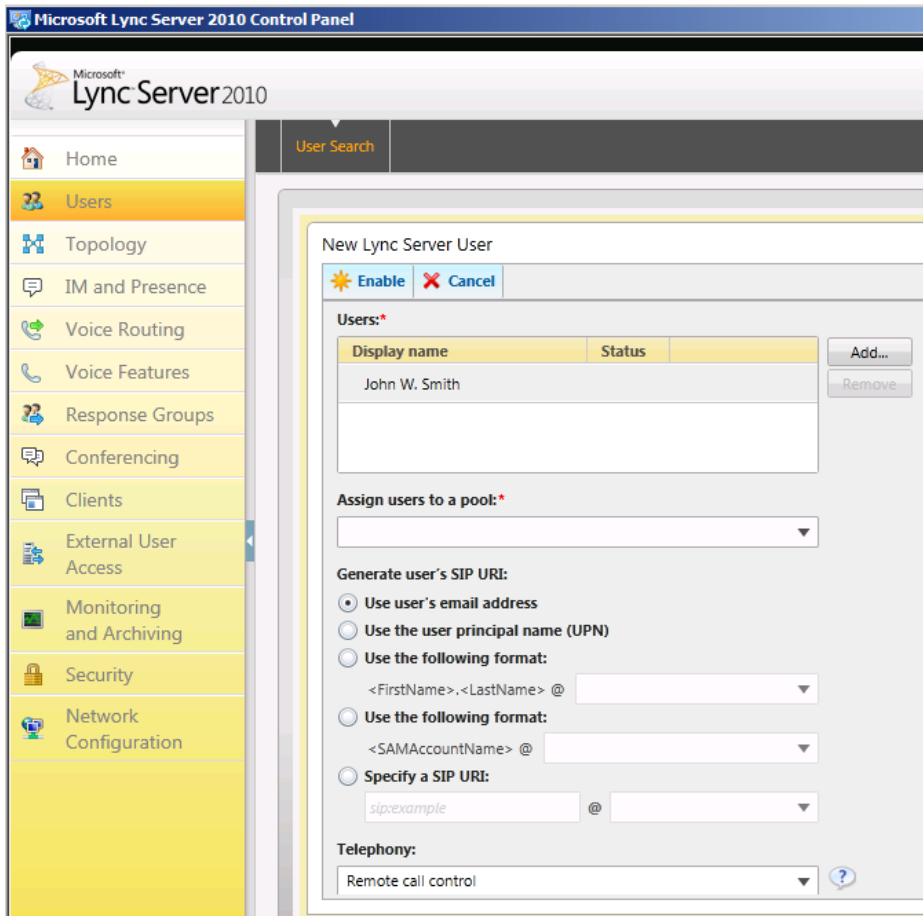 Microsoft Lync Server 2010 Control Panel
Microsoft®
Lync Server 2010
Home
Users
Topology
IM and Presence
Voice Routing
Voice Features
Response Groups
Conferencing
Clients
External User
Access
Monitoring
and Archiving
Security
Network
Configuration
User Search
New Lync Server User
Enable Cancel
Users:*
Display name Status
Add...
John W. Smith
Remove
Assign users to a pool:*
Generate user's SIP URI:
Use user's email address
Use the user principal name (UPN)
Use the following format:
<FirstName>.<LastName> @
Use the following format:
<SAMAccountName> @
Specify a SIP URI:
sip:example @
Telephony:
Remote call control ?